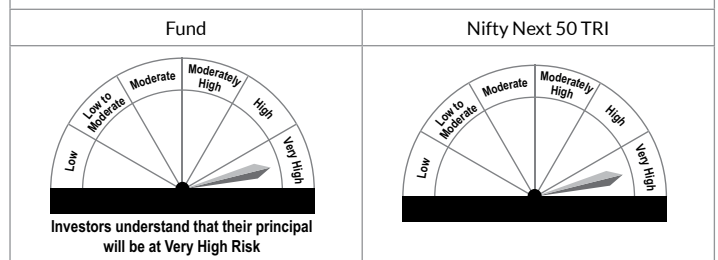 Fund
Nifty Next 50 TRI
Low
Low to
Moderate
Moderate
Moderately
High
High
Very High
Investors understand that their principal
will be at Very High Risk
Low
Low to
Moderate
Moderate
Moderately
High
High
Very High